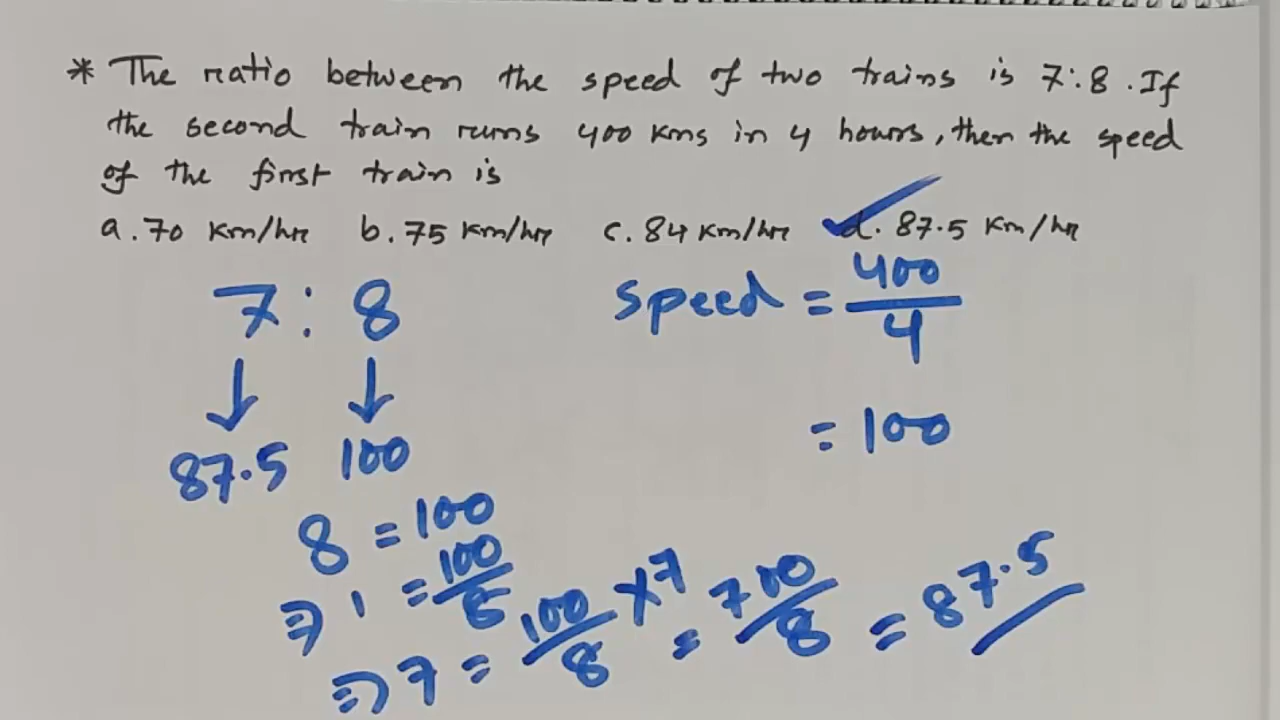 * The ratio between the speed of two trains is 7:8. If
the second train runs 400 kms in 4 hours, then the speed
of the first train is
a. 70 km/hr b. 75 km/hr c. 84 km/hr d. 87.5 km/hr
7 : 8
↓ ↓
87.5 100
speed = 400/4
= 100
8 = 100
⇒ 1 = 100/8
⇒ 7 = 100/8 × 7 = 700/8 = 87.5